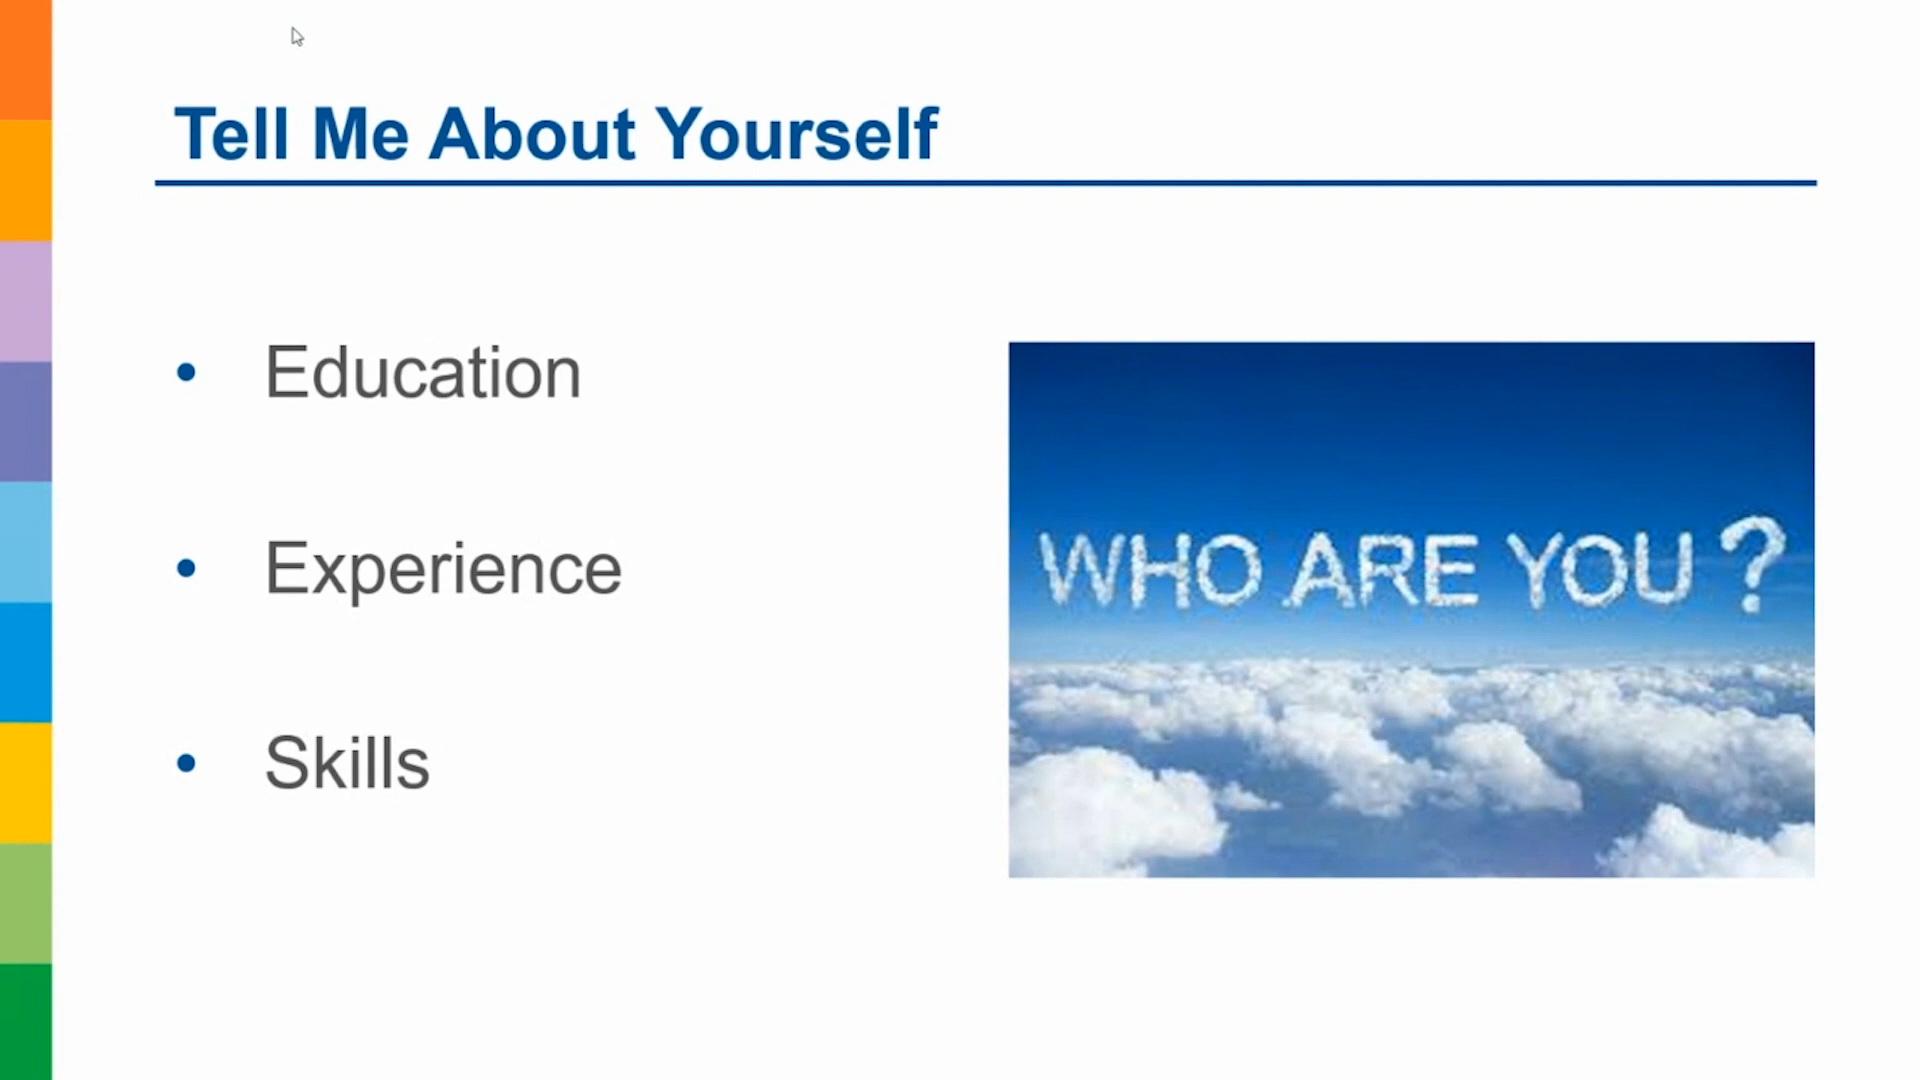 Tell Me About Yourself
• Education
• Experience
• Skills
WHO ARE YOU?